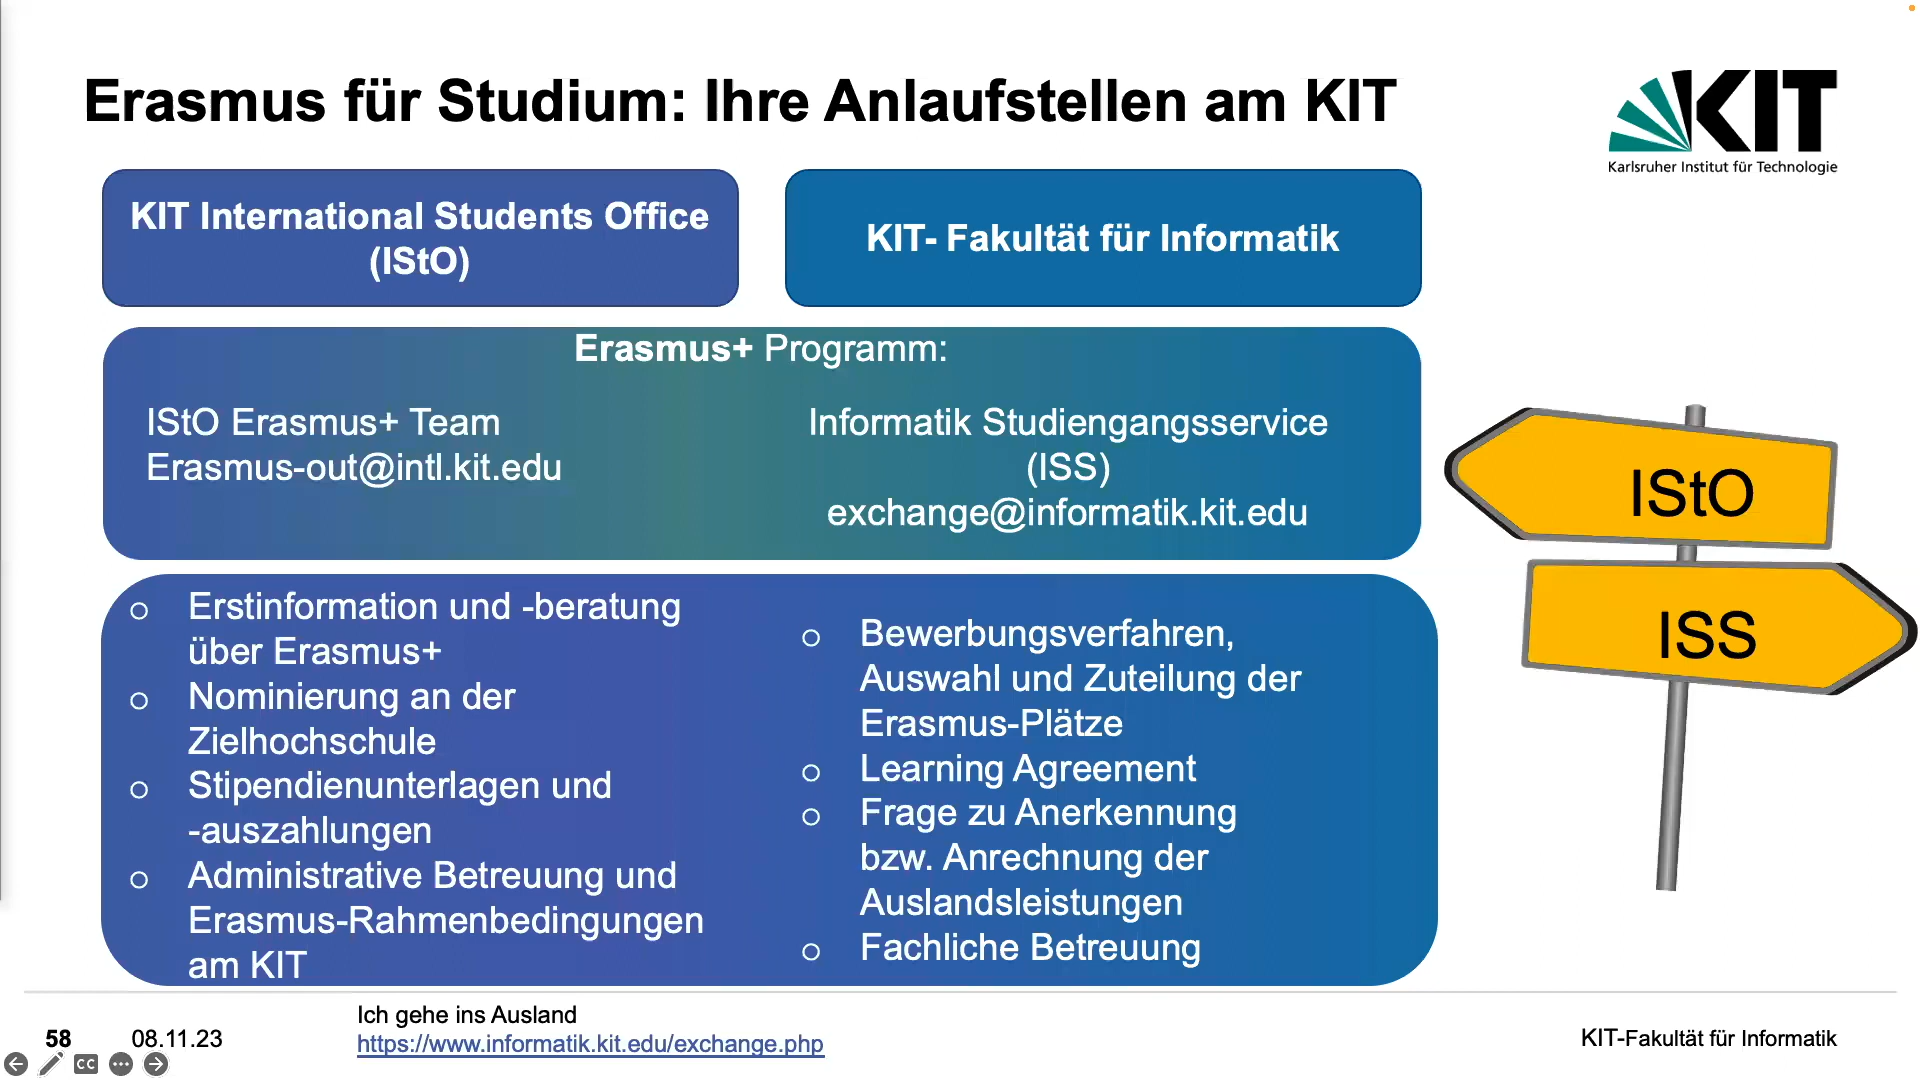 Erasmus für Studium: Ihre Anlaufstellen am KIT
KIT
Karlsruher Institut für Technologie
KIT International Students Office
(IStO)
KIT- Fakultät für Informatik
Erasmus+ Programm:
IStO Erasmus+ Team
Erasmus-out@intl.kit.edu
Informatik Studiengangsservice
(ISS)
exchange@informatik.kit.edu
Erstinformation und -beratung
über Erasmus+
Nominierung an der
Zielhochschule
Stipendienunterlagen und
-auszahlungen
Administrative Betreuung und
Erasmus-Rahmenbedingungen
am KIT
Bewerbungsverfahren,
Auswahl und Zuteilung der
Erasmus-Plätze
Learning Agreement
Frage zu Anerkennung
bzw. Anrechnung der
Auslandsleistungen
Fachliche Betreuung
IStO
ISS
58
08.11.23
Ich gehe ins Ausland
https://www.informatik.kit.edu/exchange.php
KIT-Fakultät für Informatik
CC